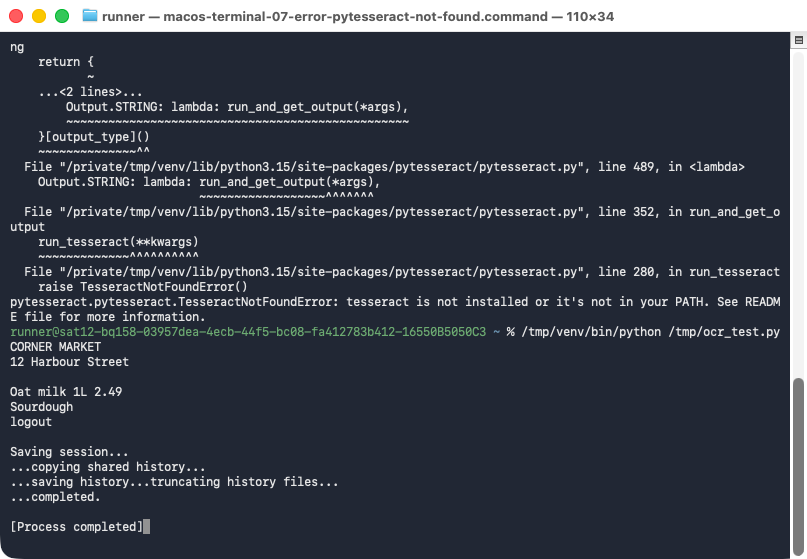 runner — macos-terminal-07-error-pytesseract-not-found.command — 110×34
ng
    return {
           ~
    ...<2 lines>...
        Output.STRING: lambda: run_and_get_output(*args),
        ~~~~~~~~~~~~~~~~~~~~~~~~~~~~~~~~~~~~~~~~~~~~~~~~
    }[output_type]()
    ~~~~~~~~~~~~~~^^
  File "/private/tmp/venv/lib/python3.15/site-packages/pytesseract/pytesseract.py", line 489, in <lambda>
    Output.STRING: lambda: run_and_get_output(*args),
                           ~~~~~~~~~~~~~~~~~~^^^^^^^
  File "/private/tmp/venv/lib/python3.15/site-packages/pytesseract/pytesseract.py", line 352, in run_and_get_o
utput
    run_tesseract(**kwargs)
    ~~~~~~~~~~~~~^^^^^^^^^^
  File "/private/tmp/venv/lib/python3.15/site-packages/pytesseract/pytesseract.py", line 280, in run_tesseract
    raise TesseractNotFoundError()
pytesseract.pytesseract.TesseractNotFoundError: tesseract is not installed or it's not in your PATH. See READM
E file for more information.
runner@sat12-bq158-03957dea-4ecb-44f5-bc08-fa412783b412-16550B5050C3 ~ % /tmp/venv/bin/python /tmp/ocr_test.py
CORNER MARKET
12 Harbour Street

Oat milk 1L 2.49
Sourdough
logout

Saving session...
...copying shared history...
...saving history...truncating history files...
...completed.

[Process completed]